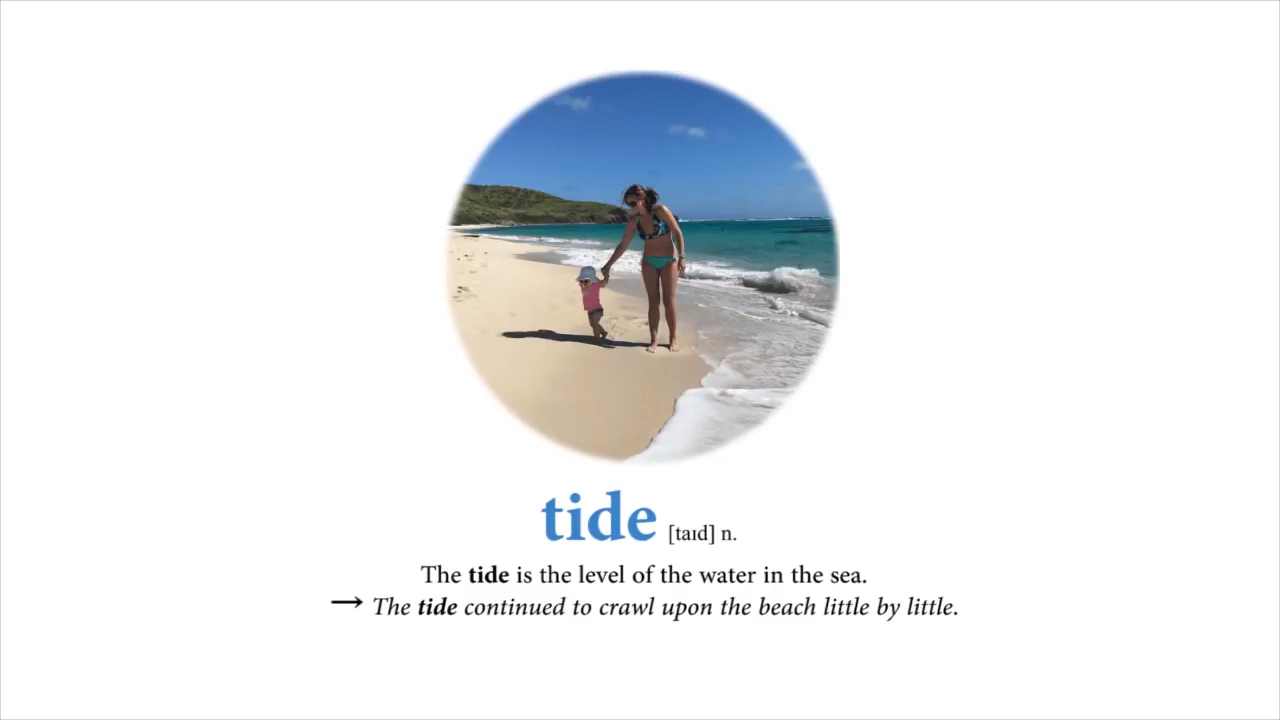 tide [taɪd] n.
The tide is the level of the water in the sea.
→ The tide continued to crawl upon the beach little by little.